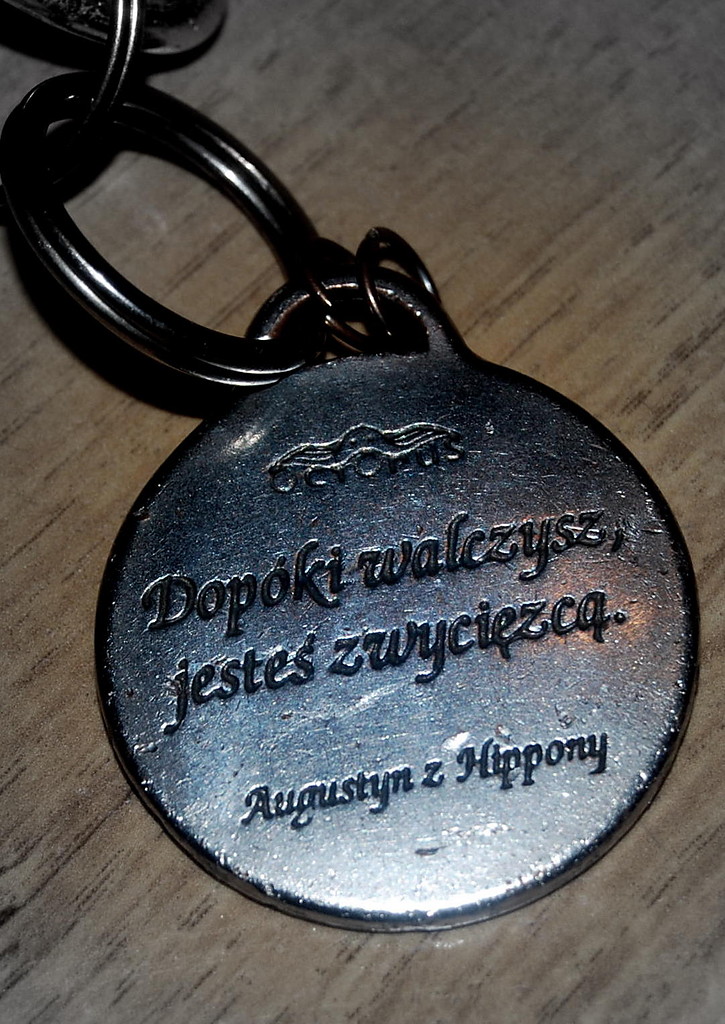 Dopóki walczysz,
jesteś zwycięzcą.
Augustyn z Hippony